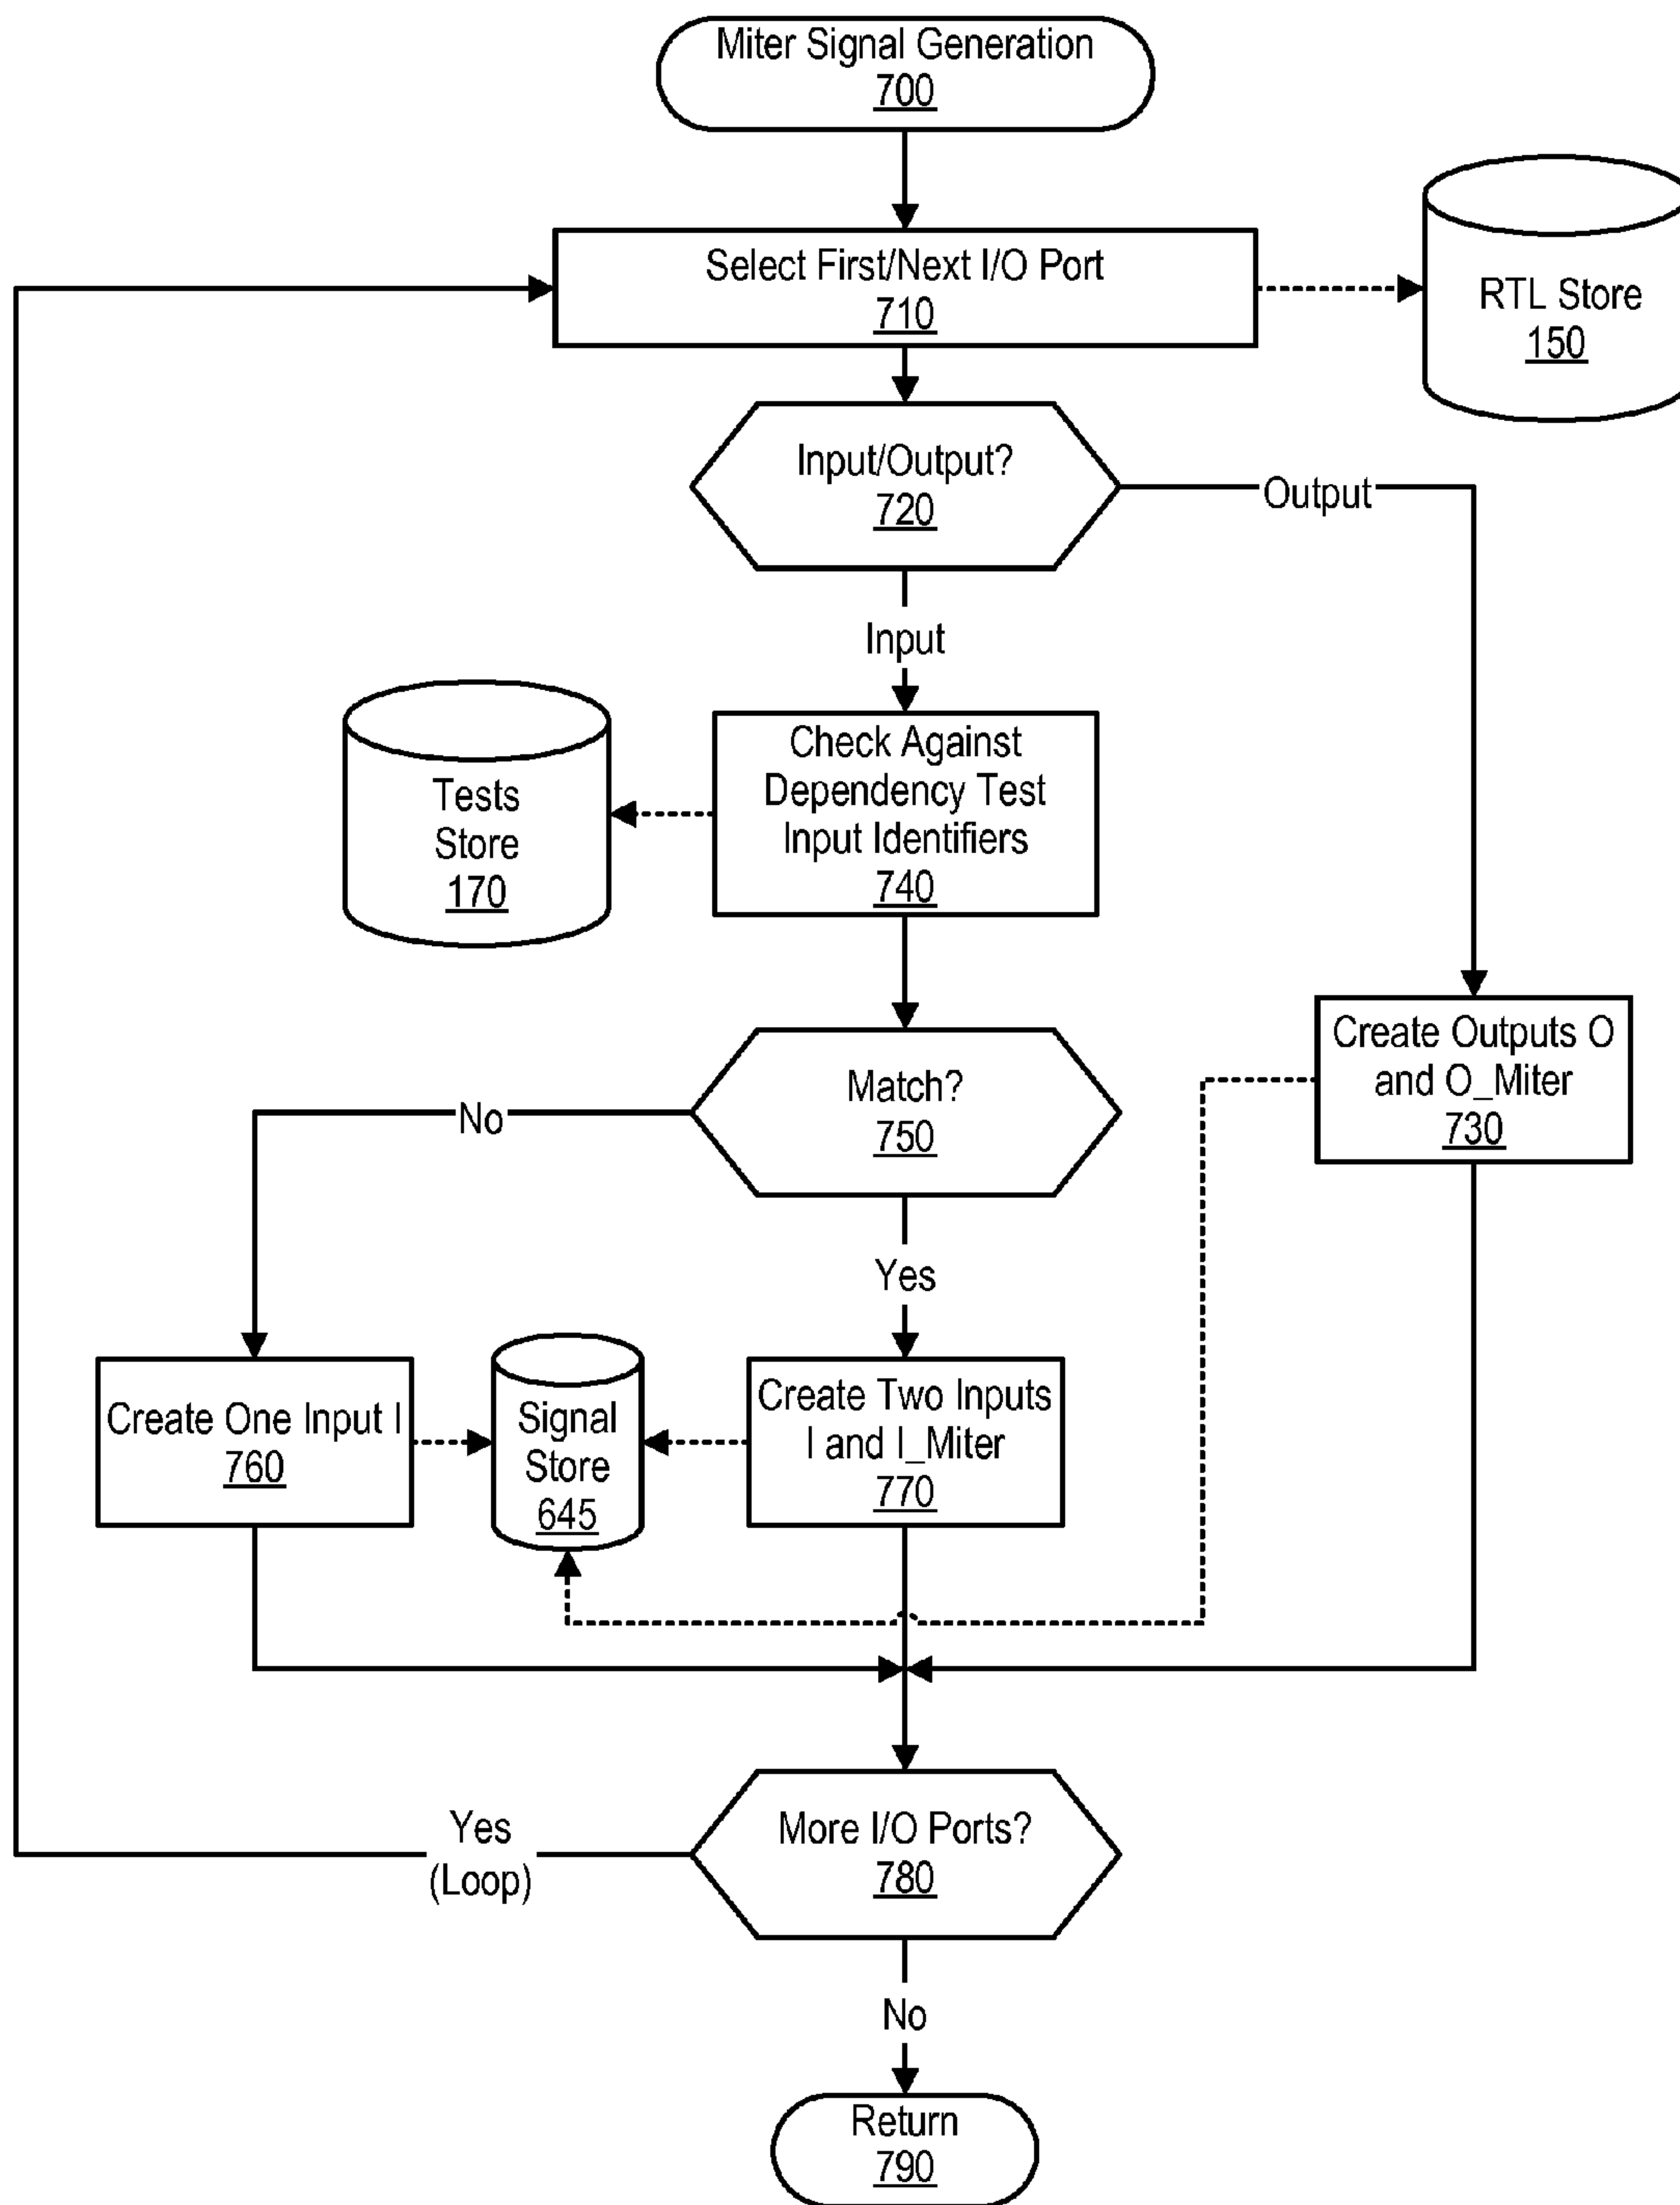 Miter Signal Generation
700
Select First/Next I/O Port
710
RTL Store
150
Input/Output?
720
Output
Input
Check Against
Dependency Test
Input Identifiers
740
Tests
Store
170
Create Outputs O
and O_Miter
730
Match?
750
No
Yes
Create One Input I
760
Signal
Store
645
Create Two Inputs
I and I_Miter
770
More I/O Ports?
780
Yes
(Loop)
No
Return
790